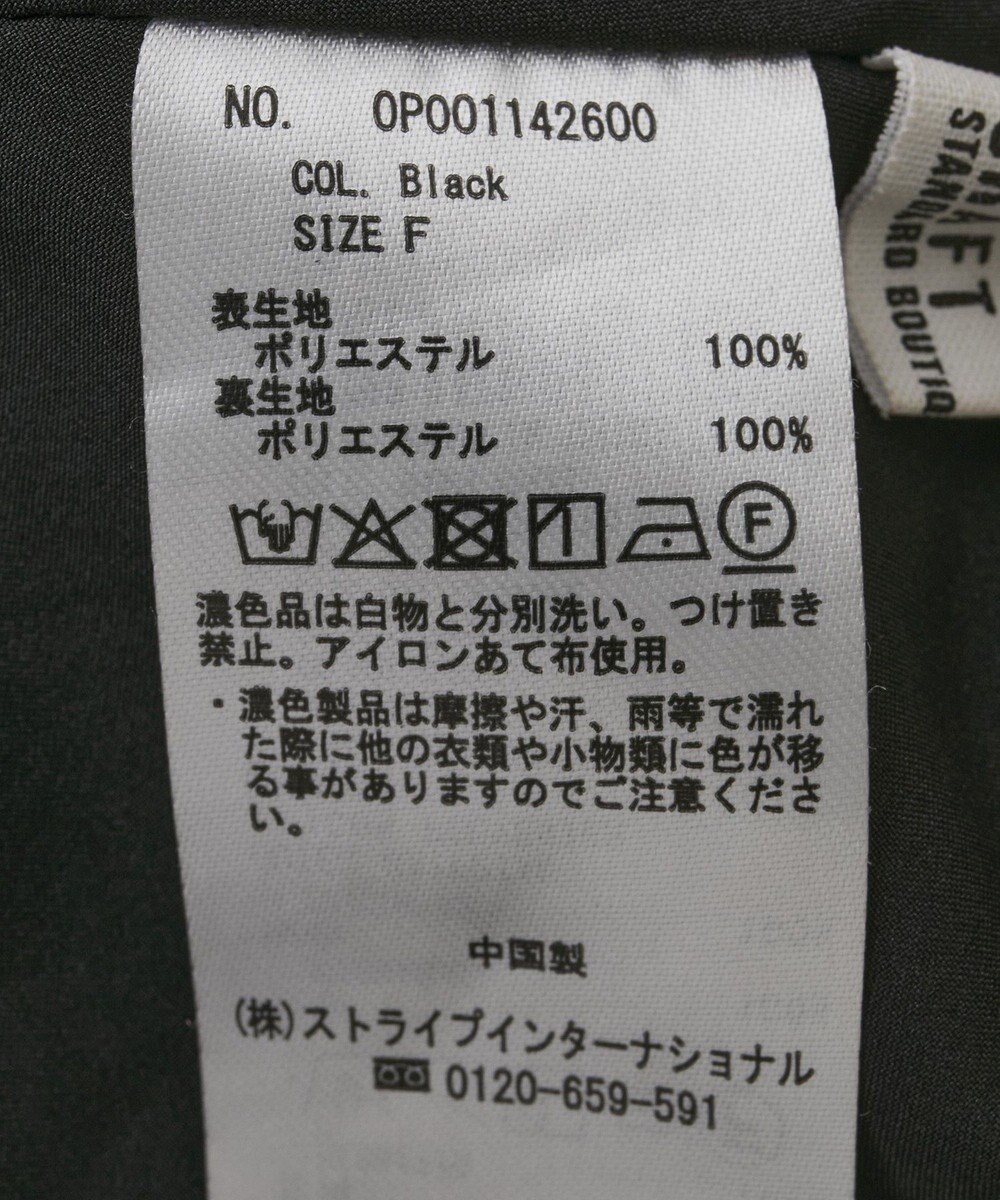 NO. OP001142600
COL. Black
SIZE F
表生地
ポリエステル 100%
裏生地
ポリエステル 100%
F
濃色品は白物と分別洗い。つけ置き
禁止。アイロンあて布使用。
・濃色製品は摩擦や汗、雨等で濡れ
た際に他の衣類や小物類に色が移
る事がありますのでご注意くださ
い。
中国製
(株)ストライプインターナショナル
0120-659-591
STANDARD BOUTIQ